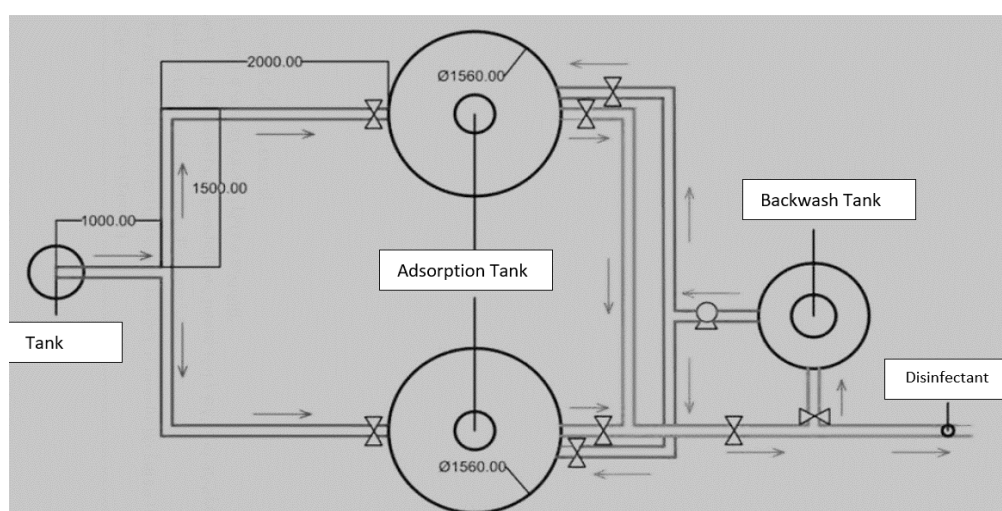 2000.00
Ø1560.00
1500.00
Backwash Tank
1000.00
Adsorption Tank
Tank
Disinfectant
Ø1560.00